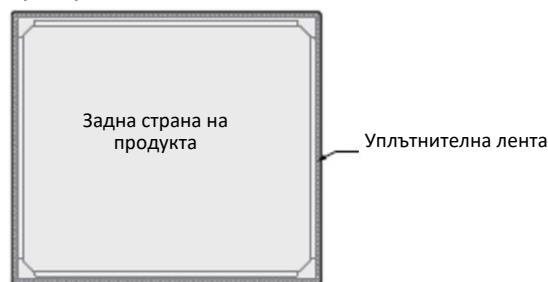 Задна страна на
продукта
Уплътнителна лента